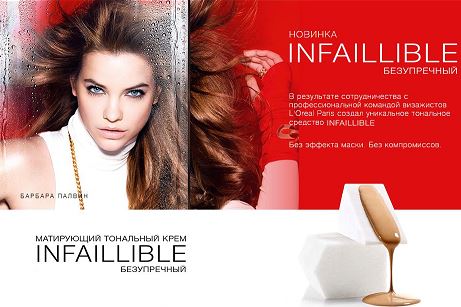 НОВИНКА
INFAILLIBLE
БЕЗУПРЕЧНЫЙ
В результате сотрудничества с
профессиональной командой визажистов
L'Oreal Paris создал уникальное тональное
средство INFAILLIBLE
Без эффекта маски. Без компромиссов.
БАРБАРА ПАЛВИН
МАТИРУЮЩИЙ ТОНАЛЬНЫЙ КРЕМ
INFAILLIBLE
БЕЗУПРЕЧНЫЙ